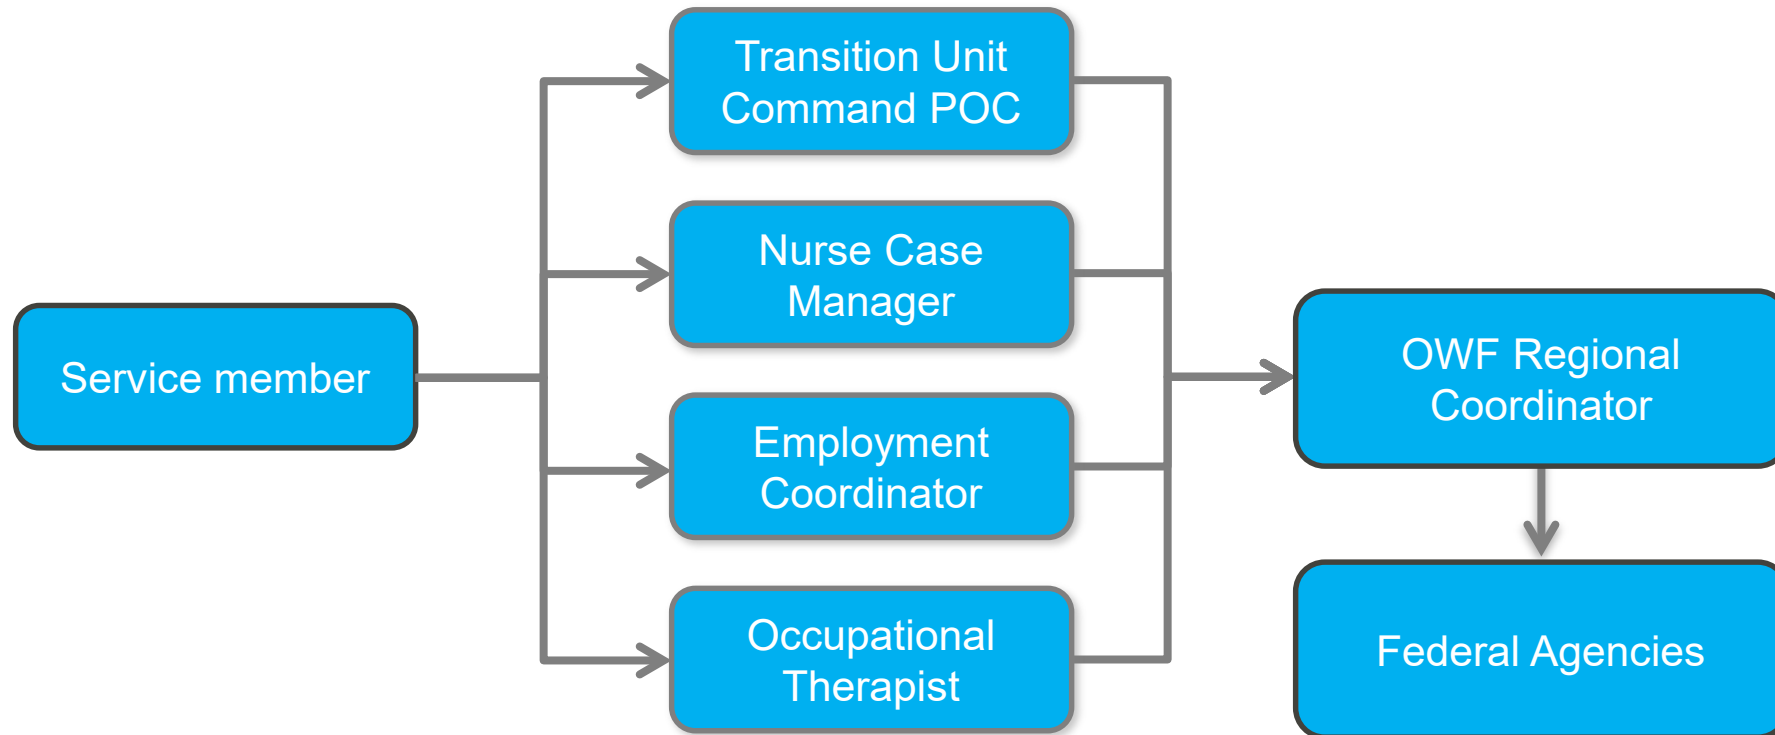 Service member
Transition Unit
Command POC
Nurse Case
Manager
Employment
Coordinator
Occupational
Therapist
OWF Regional
Coordinator
Federal Agencies